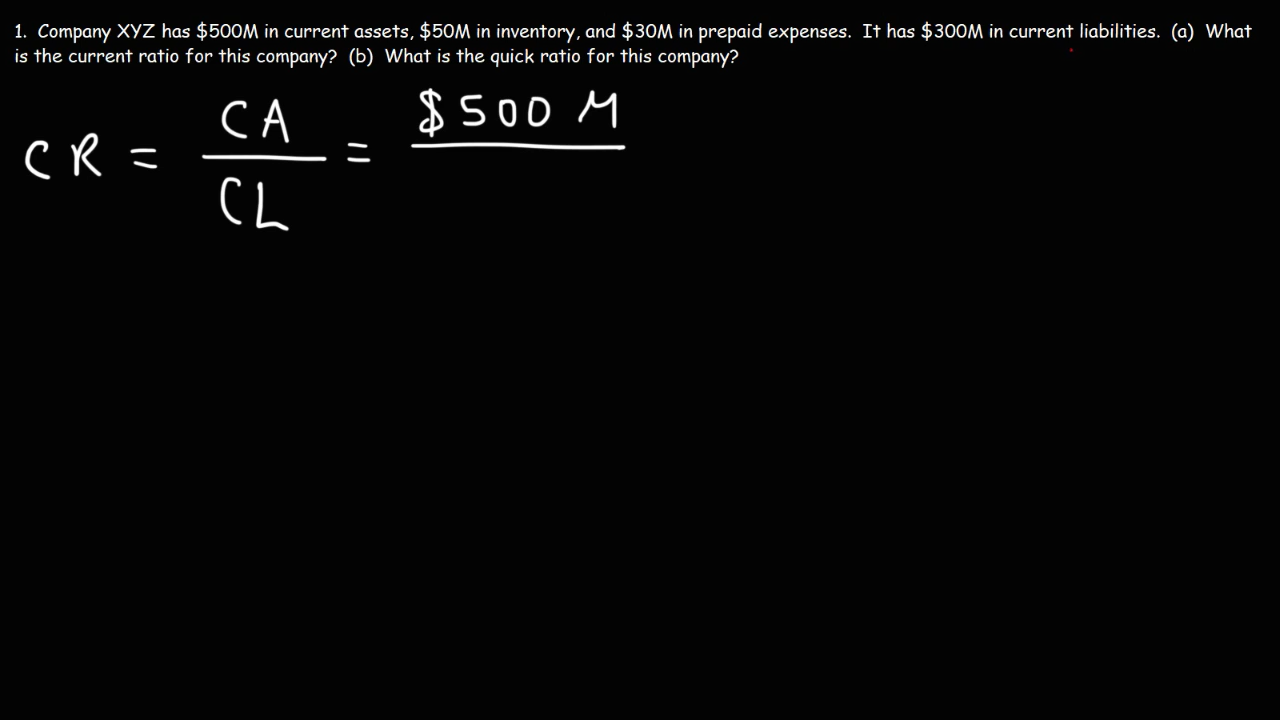 1. Company XYZ has $500M in current assets, $50M in inventory, and $30M in prepaid expenses. It has $300M in current liabilities. (a) What
is the current ratio for this company? (b) What is the quick ratio for this company?
CR = CA / CL = $500 M